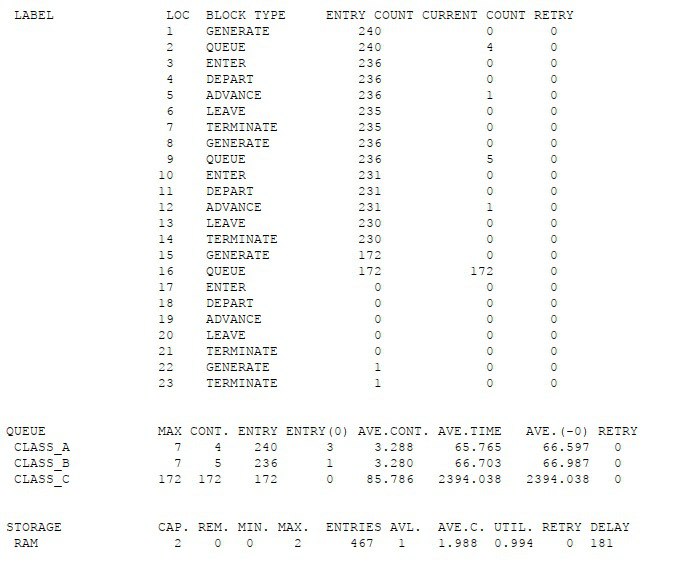 LABEL LOC BLOCK TYPE ENTRY COUNT CURRENT COUNT RETRY
1 GENERATE 240 0 0
2 QUEUE 240 4 0
3 ENTER 236 0 0
4 DEPART 236 0 0
5 ADVANCE 236 1 0
6 LEAVE 235 0 0
7 TERMINATE 235 0 0
8 GENERATE 236 0 0
9 QUEUE 236 5 0
10 ENTER 231 0 0
11 DEPART 231 0 0
12 ADVANCE 231 1 0
13 LEAVE 230 0 0
14 TERMINATE 230 0 0
15 GENERATE 172 0 0
16 QUEUE 172 172 0
17 ENTER 0 0 0
18 DEPART 0 0 0
19 ADVANCE 0 0 0
20 LEAVE 0 0 0
21 TERMINATE 0 0 0
22 GENERATE 1 0 0
23 TERMINATE 1 0 0
QUEUE MAX CONT. ENTRY ENTRY(0) AVE.CONT. AVE.TIME AVE.(-0) RETRY
CLASS_A 7 4 240 3 3.288 65.765 66.597 0
CLASS_B 7 5 236 1 3.280 66.703 66.987 0
CLASS_C 172 172 172 0 85.786 2394.038 2394.038 0
STORAGE CAP. REM. MIN. MAX. ENTRIES AVL. AVE.C. UTIL. RETRY DELAY
RAM 2 0 0 2 467 1 1.988 0.994 0 181